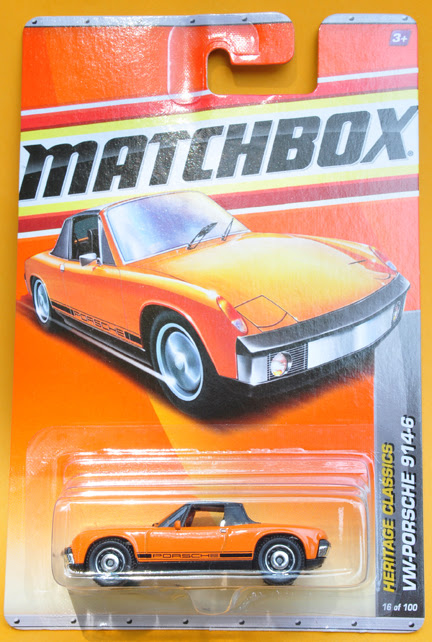 3+
MATCHBOX
PORSCHE
HERITAGE CLASSICS
VW-PORSCHE 914-6
16 of 100
PORSCHE